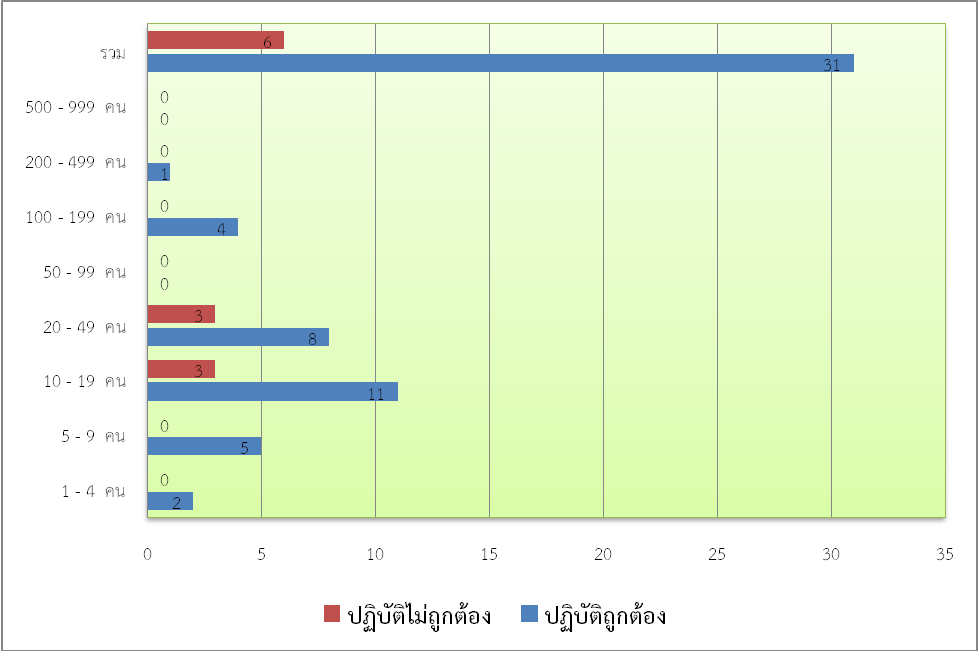 รวม
6
31
500 - 999 คน
0
0
200 - 499 คน
0
1
100 - 199 คน
0
4
50 - 99 คน
0
0
20 - 49 คน
3
8
10 - 19 คน
3
11
5 - 9 คน
0
5
1 - 4 คน
0
2
0 5 10 15 20 25 30 35
ปฏิบัติไม่ถูกต้อง ปฏิบัติถูกต้อง